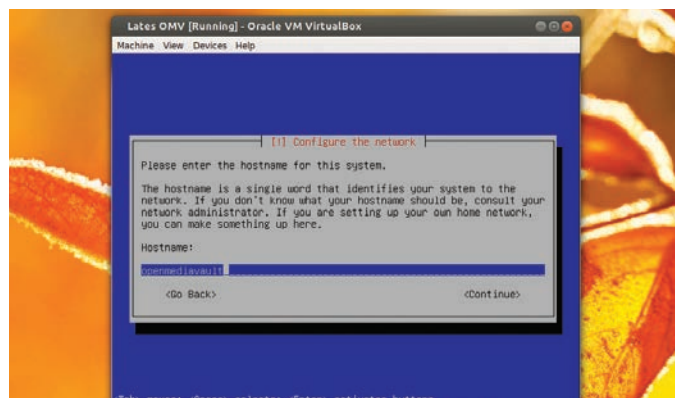 Lates OMV [Running] - Oracle VM VirtualBox
Machine View Devices Help
[!] Configure the network
Please enter the hostname for this system.
The hostname is a single word that identifies your system to the
network. If you don't know what your hostname should be, consult your
network administrator. If you are setting up your own home network,
you can make something up here.
Hostname:
openmediavault
<Go Back> <Continue>